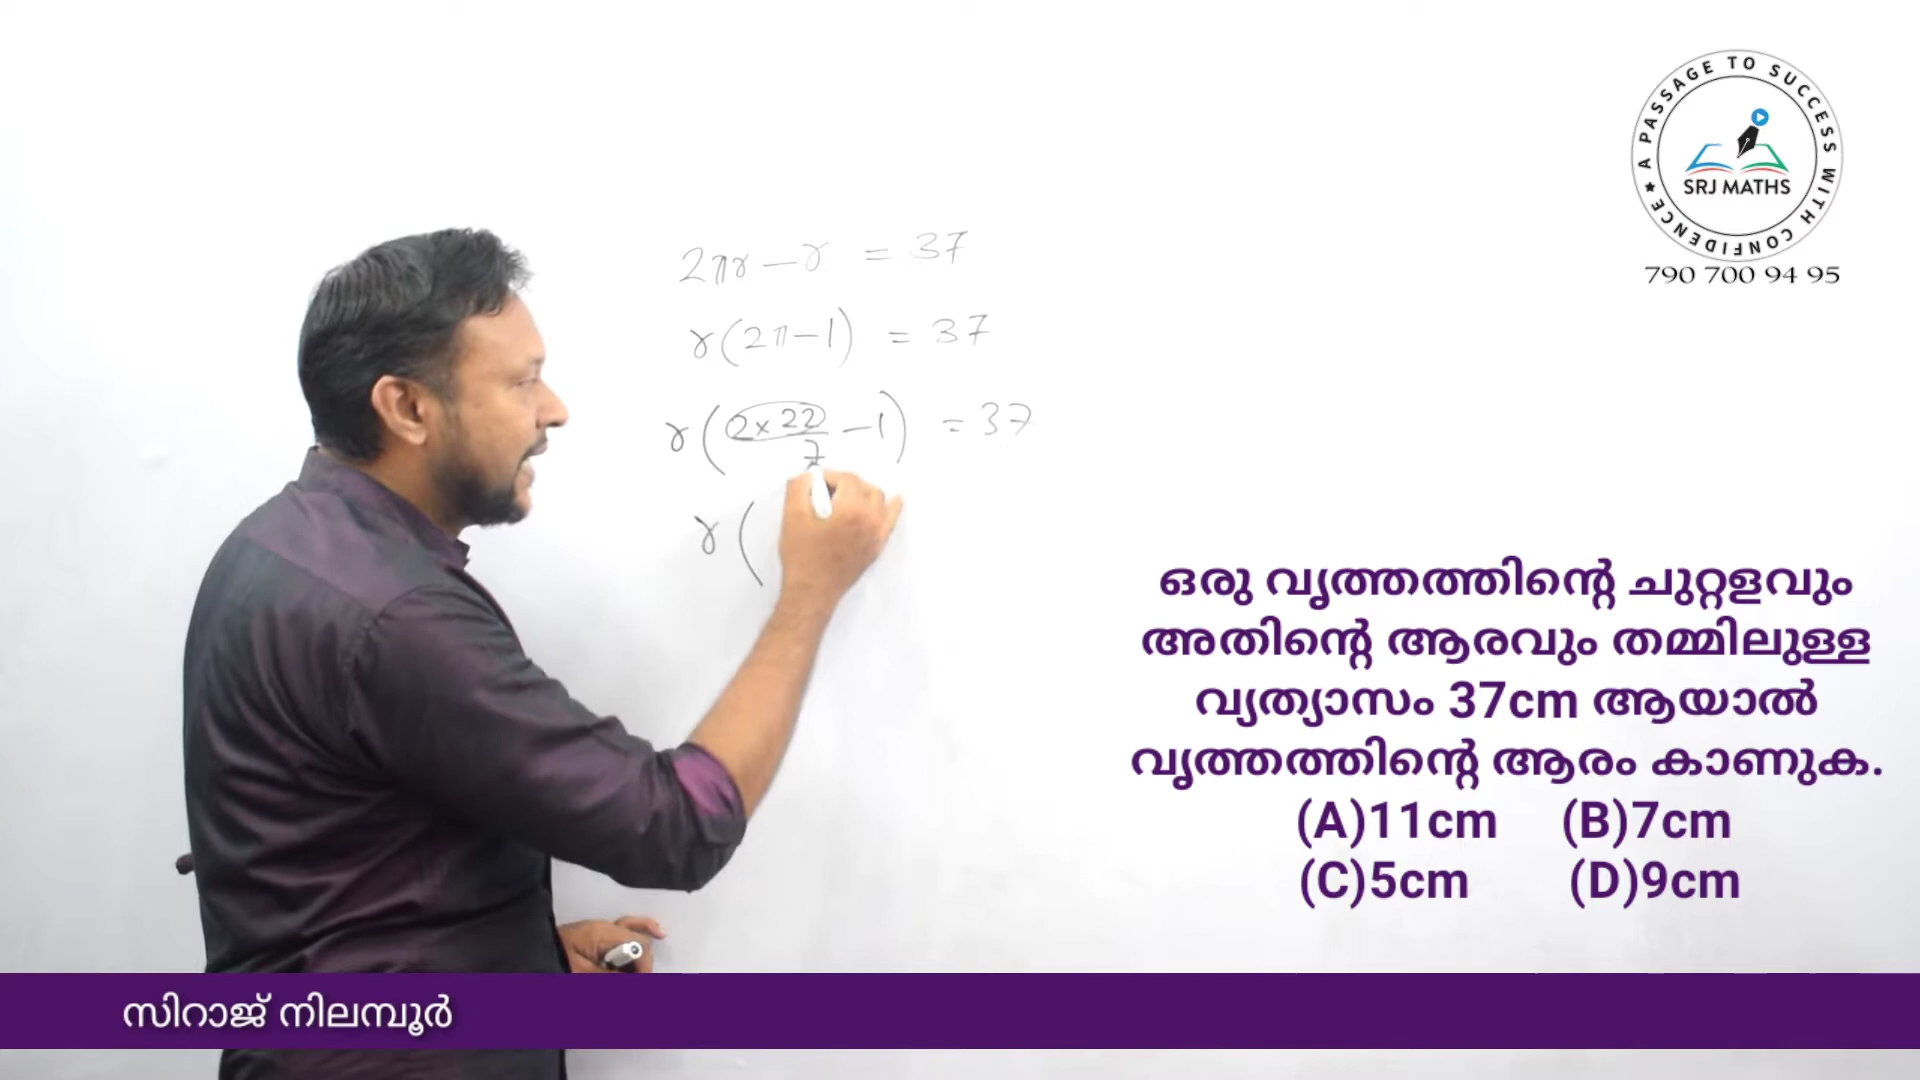 A PASSAGE TO SUCCESS WITH CONFIDENCE ★
SRJ MATHS
790 700 94 95
2πr − r = 37
r(2π−1) = 37
r(2×22/7 −1) = 37
r(
ഒരു വൃത്തത്തിന്റെ ചുറ്റളവും
അതിന്റെ ആരവും തമ്മിലുള്ള
വ്യത്യാസം 37cm ആയാൽ
വൃത്തത്തിന്റെ ആരം കാണുക.
(A)11cm (B)7cm
(C)5cm (D)9cm
സിറാജ് നിലമ്പൂർ